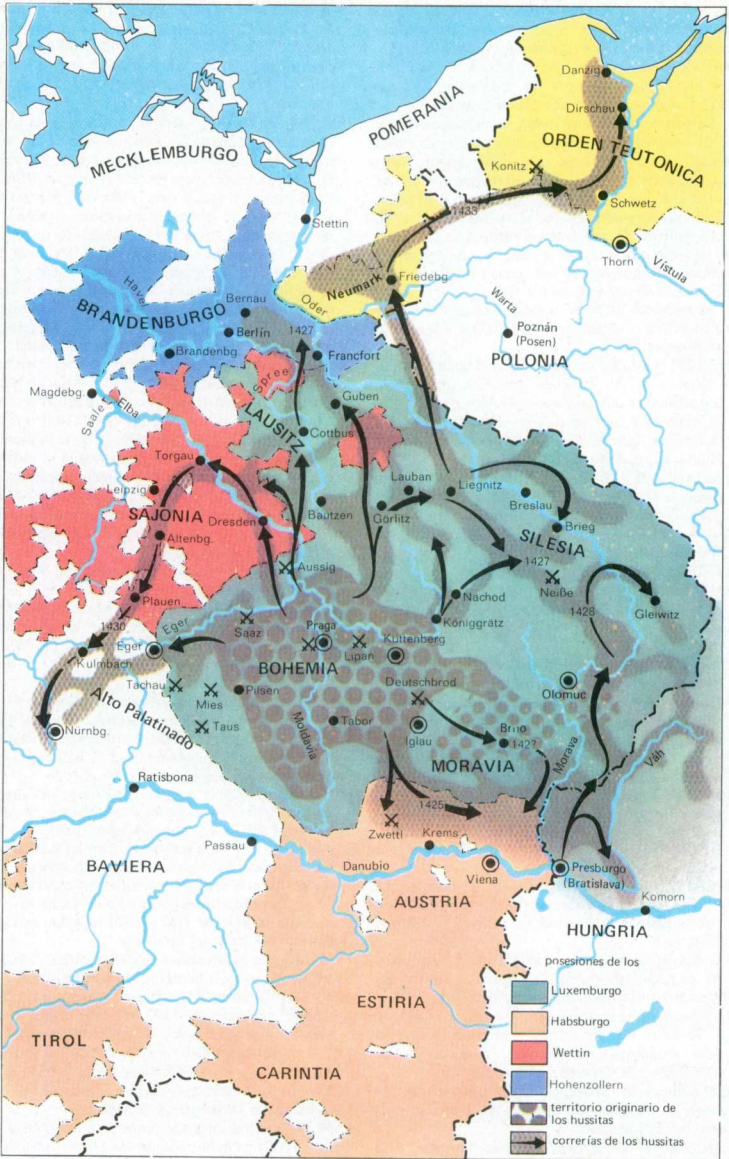 Danzig
Dirschau
POMERANIA
ORDEN TEUTONICA
MECKLEMBURGO
Konitz
Schwetz
1433
Stettin
Thorn
Vístula
Friedebg.
Neumark
Oder
Havel
Bernau
BRANDENBURGO
Warta
Poznán
(Posen)
Berlín
1427
Brandenbg.
Francfort
POLONIA
Spree
Magdebg.
Elba
Saale
Guben
LAUSITZ
Cottbus
Torgau
Lauban
Liegnitz
Leipzig
Breslau
Bautzen
Görlitz
SAJONIA
Dresden
Brieg
SILESIA
Altenbg.
1427
Aussig
Neiße
Nachod
1428
Gleiwitz
Plauen
1430
Eger
Saaz
Praga
Königgrätz
Eger
Lipan
Kuttenberg
Kulmbach
BOHEMIA
Tachau
Mies
Pilsen
Deutschbrod
Olomuc
Alto Palatinado
Taus
Moldavia
Tabor
Iglau
Brno
1427
Nurnbg.
MORAVIA
Morava
Váh
Ratisbona
1425
Zwettl
Krems
Passau
Danubio
Viena
Presburgo
(Bratislava)
BAVIERA
AUSTRIA
Komorn
HUNGRIA
posesiones de los
Luxemburgo
ESTIRIA
Habsburgo
TIROL
Wettin
CARINTIA
Hohenzollern
territorio originario de
los hussitas
correrías de los hussitas